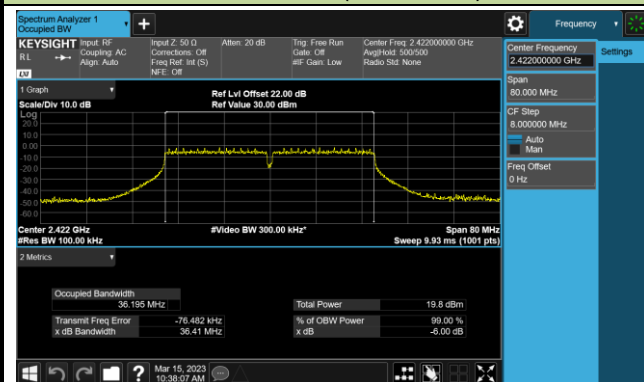 Spectrum Analyzer 1
Occupied BW
+
Frequency
KEYSIGHT
Input: RF
Coupling: AC
Align: Auto
Input Z: 50 Ω
Corrections: Off
Freq Ref: Int (S)
NFE: Off
Atten: 20 dB
Trig: Free Run
Gate: Off
#IF Gain: Low
Center Freq: 2.422000000 GHz
Avg|Hold: 500/500
Radio Std: None
RL
LXI
Center Frequency
2.422000000 GHz
Settings
Span
80.000 MHz
CF Step
8.000000 MHz
Auto
Man
Freq Offset
0 Hz
1 Graph
Scale/Div 10.0 dB
Ref Lvl Offset 22.00 dB
Ref Value 30.00 dBm
Log
20.0
10.0
0.00
-10.0
-20.0
-30.0
-40.0
-50.0
-60.0
Center 2.422 GHz
#Res BW 100.00 kHz
#Video BW 300.00 kHz*
Span 80 MHz
Sweep 9.93 ms (1001 pts)
2 Metrics
Occupied Bandwidth
36.195 MHz
Total Power 19.8 dBm
Transmit Freq Error -76.482 kHz
% of OBW Power 99.00 %
x dB Bandwidth 36.41 MHz
x dB -6.00 dB
?
Mar 15, 2023
10:38:07 AM